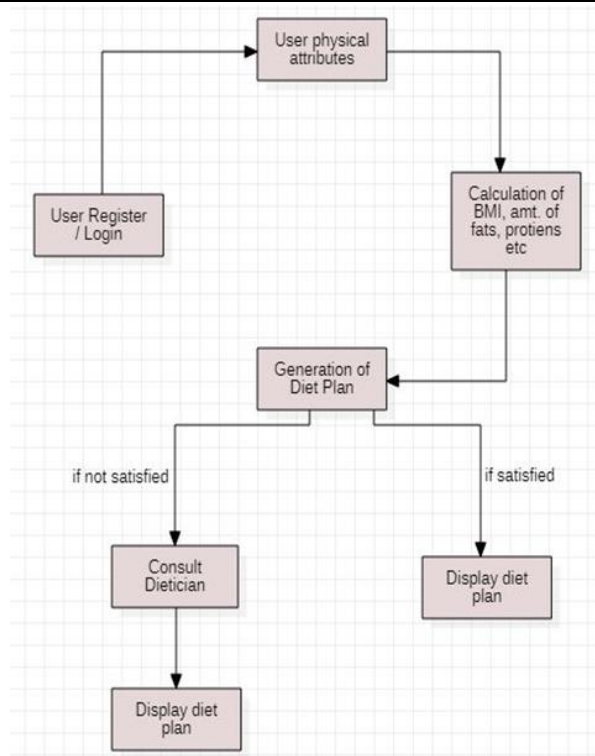 User physical
attributes
User Register
/ Login
Calculation of
BMI, amt. of
fats, protiens
etc
Generation of
Diet Plan
if not satisfied
if satisfied
Consult
Dietician
Display diet
plan
Display diet
plan